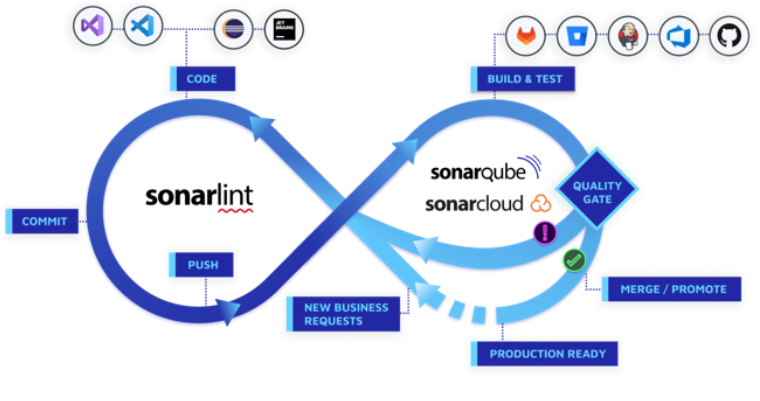 JET
BRAINS
CODE
BUILD & TEST
sonarlint
sonarqube
sonarcloud
QUALITY
GATE
COMMIT
PUSH
NEW BUSINESS
REQUESTS
MERGE / PROMOTE
PRODUCTION READY